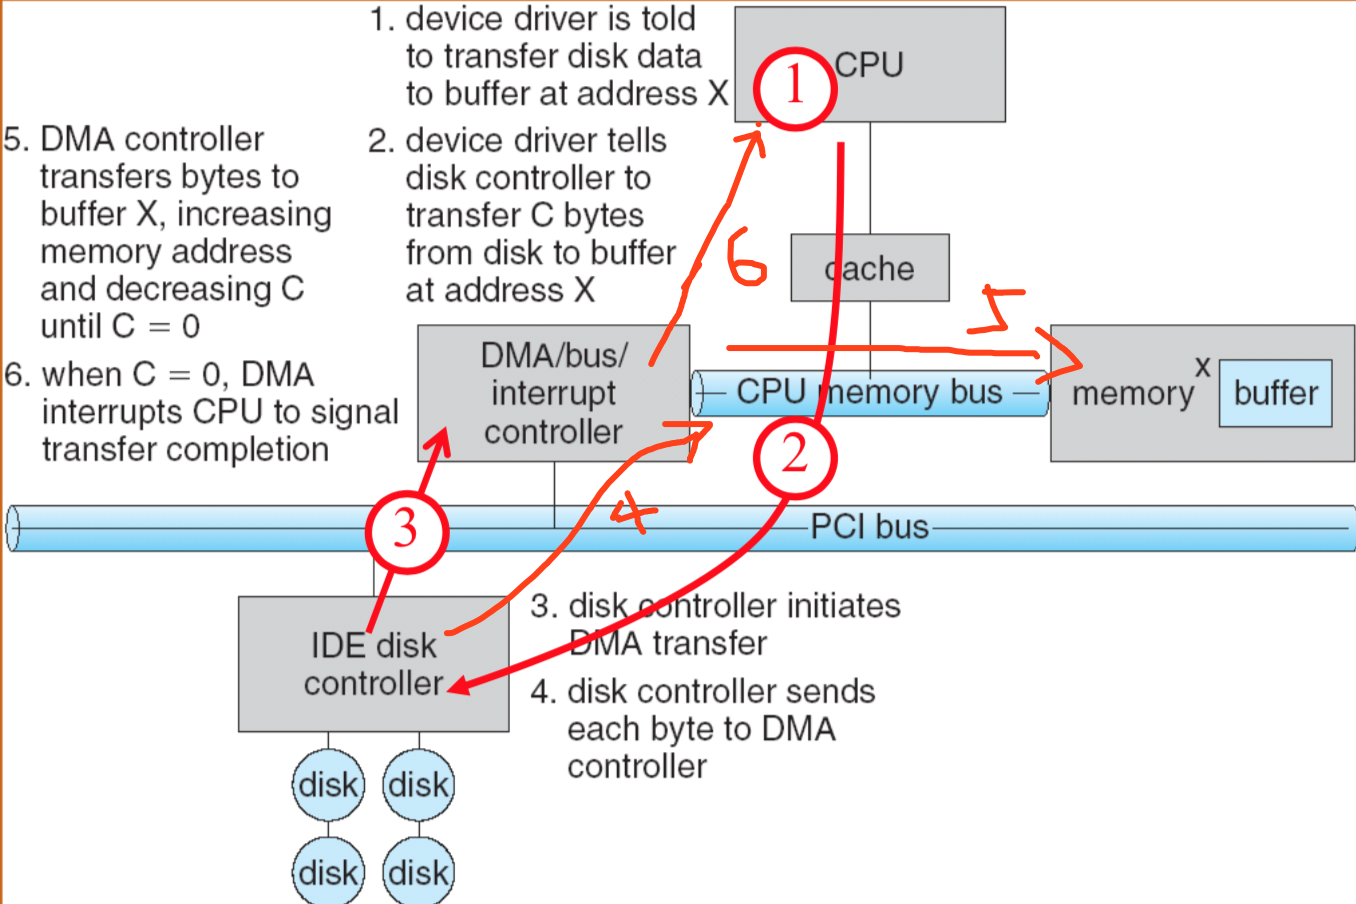 1. device driver is told
to transfer disk data
to buffer at address X
2. device driver tells
disk controller to
transfer C bytes
from disk to buffer
at address X
5. DMA controller
transfers bytes to
buffer X, increasing
memory address
and decreasing C
until C = 0
6. when C = 0, DMA
interrupts CPU to signal
transfer completion
1
CPU
6
cache
5
DMA/bus/
interrupt
controller
CPU memory bus
memory
X
buffer
2
3
4
PCI bus
IDE disk
controller
3. disk controller initiates
DMA transfer
4. disk controller sends
each byte to DMA
controller
disk
disk
disk
disk